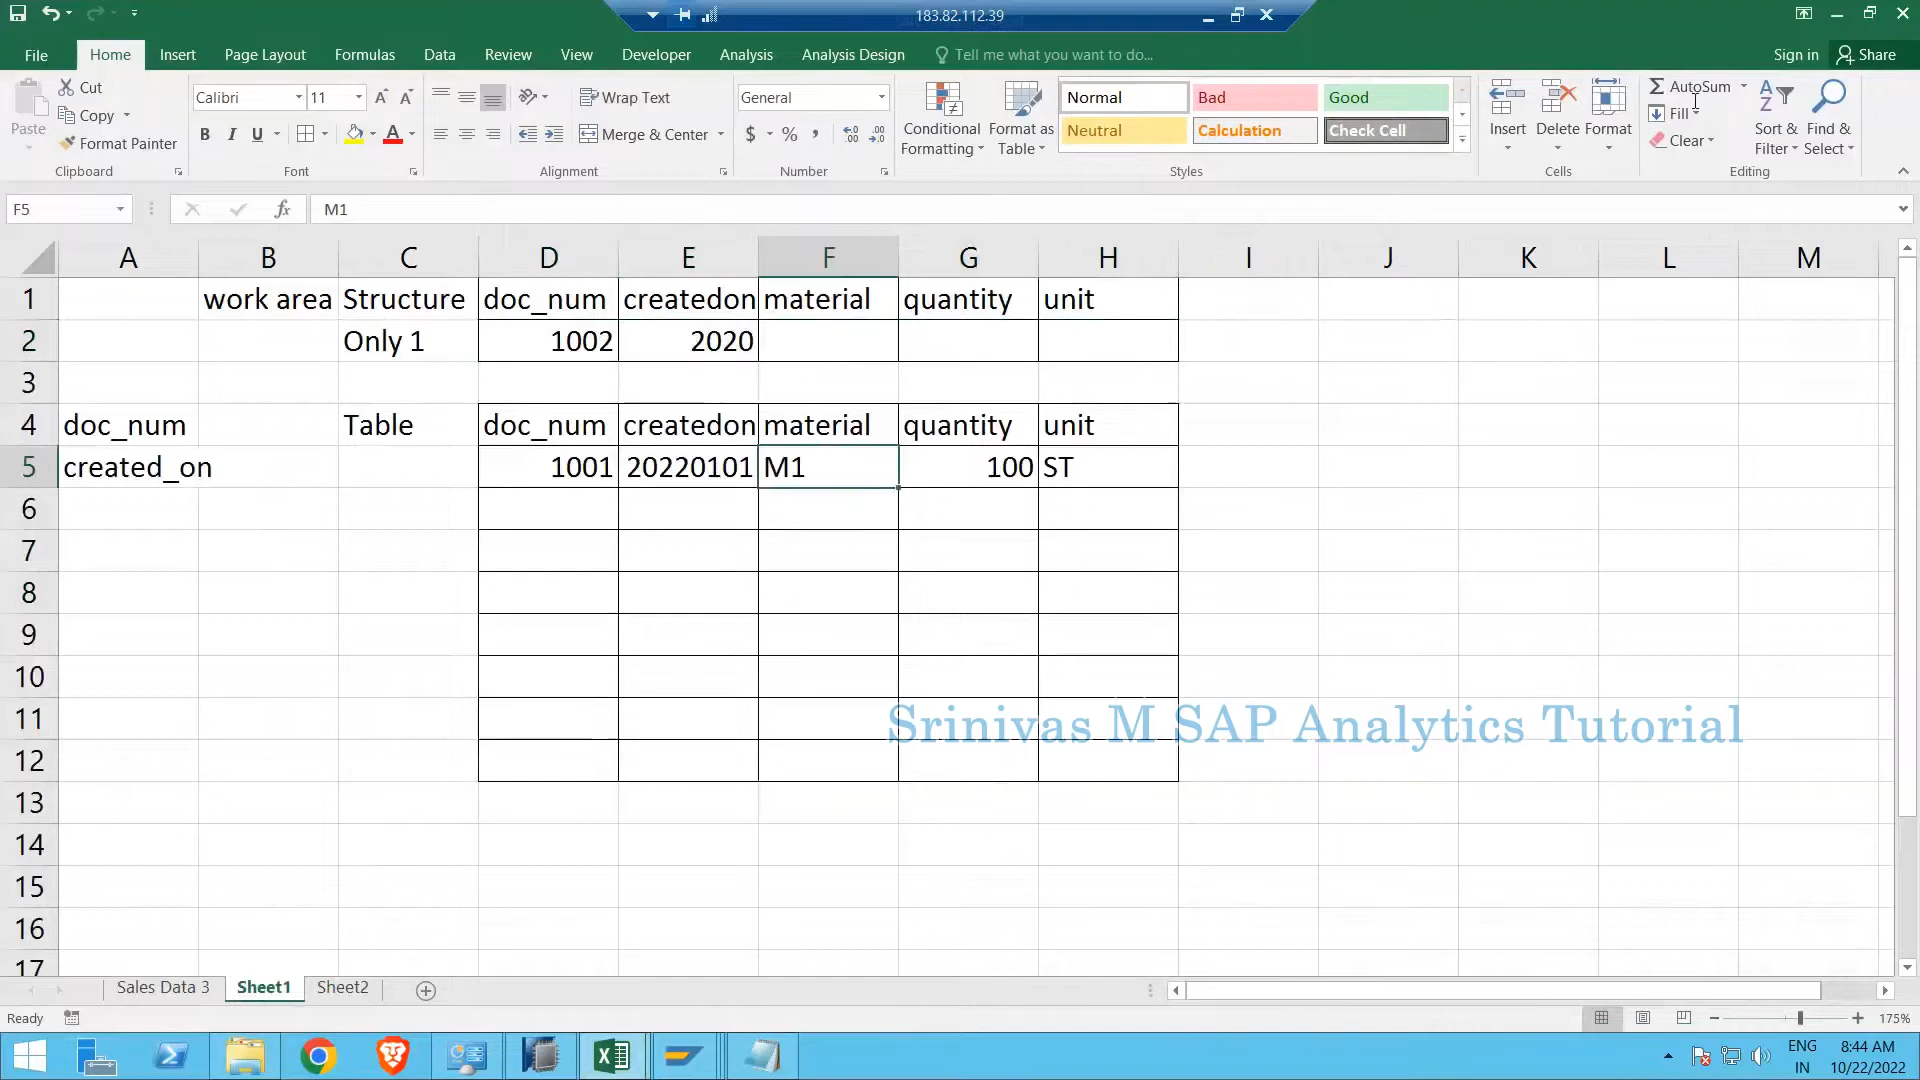 183.82.112.39
File Home Insert Page Layout Formulas Data Review View Developer Analysis Analysis Design Tell me what you want to do... Sign in Share
Paste
Cut
Copy
Format Painter
Clipboard
Calibri 11 A A
B I U A
Font
Wrap Text
Merge & Center
Alignment
General
$ % ,
Number
Conditional Formatting
Format as Table
Normal Bad Good
Neutral Calculation Check Cell
Styles
Insert Delete Format
Cells
AutoSum
Fill
Clear
Sort & Filter
Find & Select
Editing
F5 fx M1
A B C D E F G H I J K L M
1 work area Structure doc_num createdon material quantity unit
2 Only 1 1002 2020
3
4 doc_num Table doc_num createdon material quantity unit
5 created_on 1001 20220101 M1 100 ST
6
7
8
9
10
11
Srinivas M SAP Analytics Tutorial
12
13
14
15
16
17
Sales Data 3 Sheet1 Sheet2
Ready 175%
ENG 8:44 AM
IN 10/22/2022